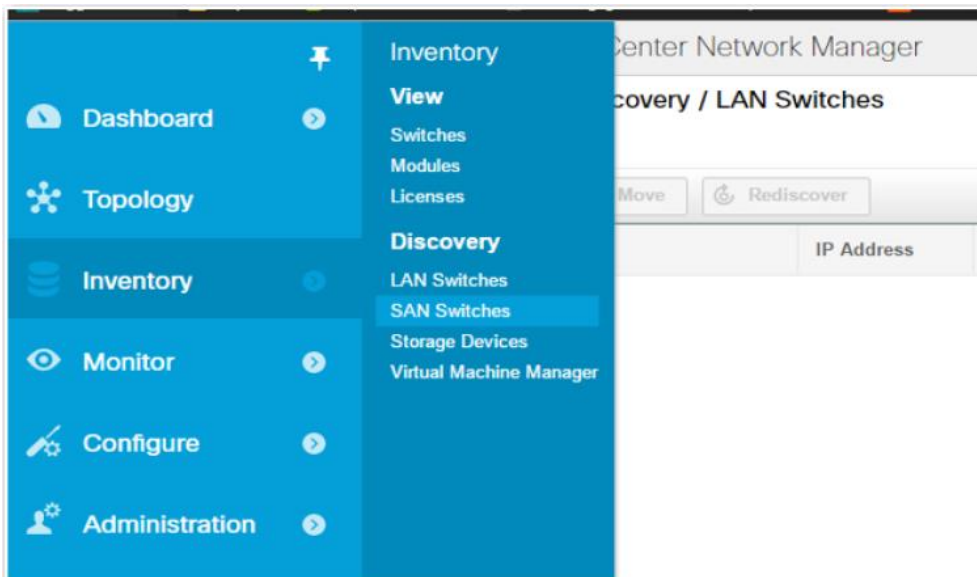 Dashboard
Topology
Inventory
Monitor
Configure
Administration
Inventory
View
Switches
Modules
Licenses
Discovery
LAN Switches
SAN Switches
Storage Devices
Virtual Machine Manager
Center Network Manager
covery / LAN Switches
Move
Rediscover
IP Address